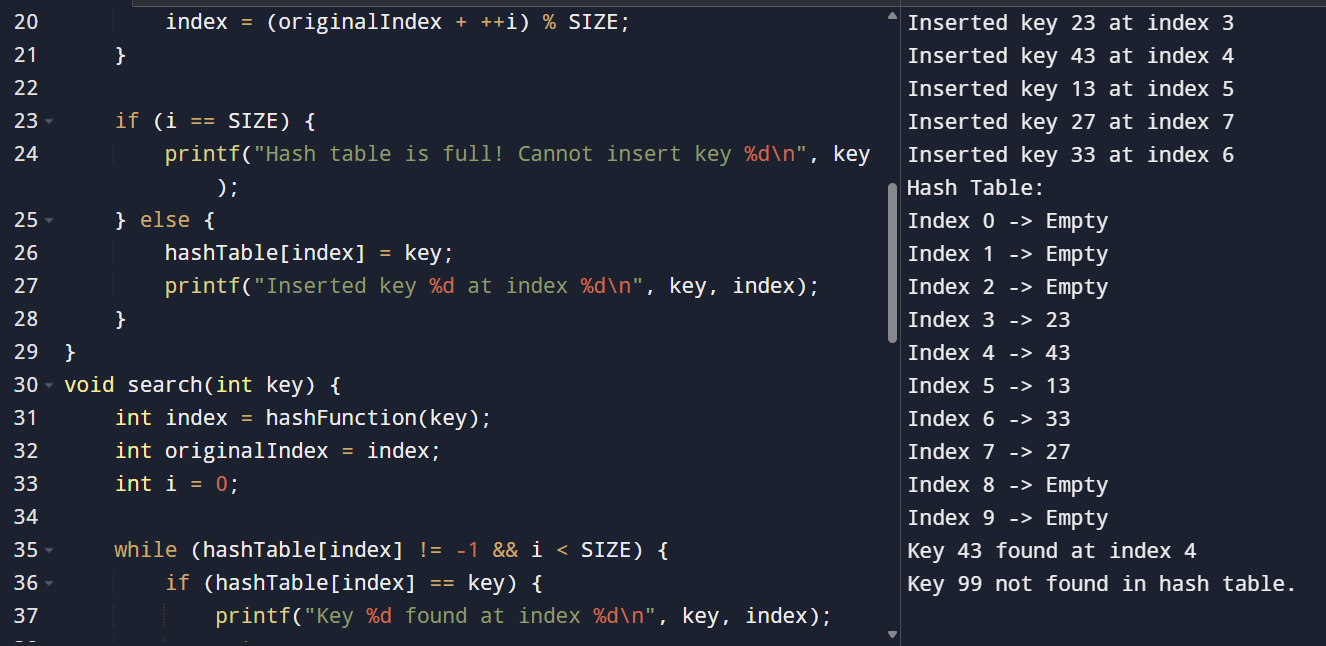 20 index = (originalIndex + ++i) % SIZE;
21 }
22
23 if (i == SIZE) {
24 printf("Hash table is full! Cannot insert key %d\n", key
);
25 } else {
26 hashTable[index] = key;
27 printf("Inserted key %d at index %d\n", key, index);
28 }
29 }
30 void search(int key) {
31 int index = hashFunction(key);
32 int originalIndex = index;
33 int i = 0;
34
35 while (hashTable[index] != -1 && i < SIZE) {
36 if (hashTable[index] == key) {
37 printf("Key %d found at index %d\n", key, index);
Inserted key 23 at index 3
Inserted key 43 at index 4
Inserted key 13 at index 5
Inserted key 27 at index 7
Inserted key 33 at index 6
Hash Table:
Index 0 -> Empty
Index 1 -> Empty
Index 2 -> Empty
Index 3 -> 23
Index 4 -> 43
Index 5 -> 13
Index 6 -> 33
Index 7 -> 27
Index 8 -> Empty
Index 9 -> Empty
Key 43 found at index 4
Key 99 not found in hash table.